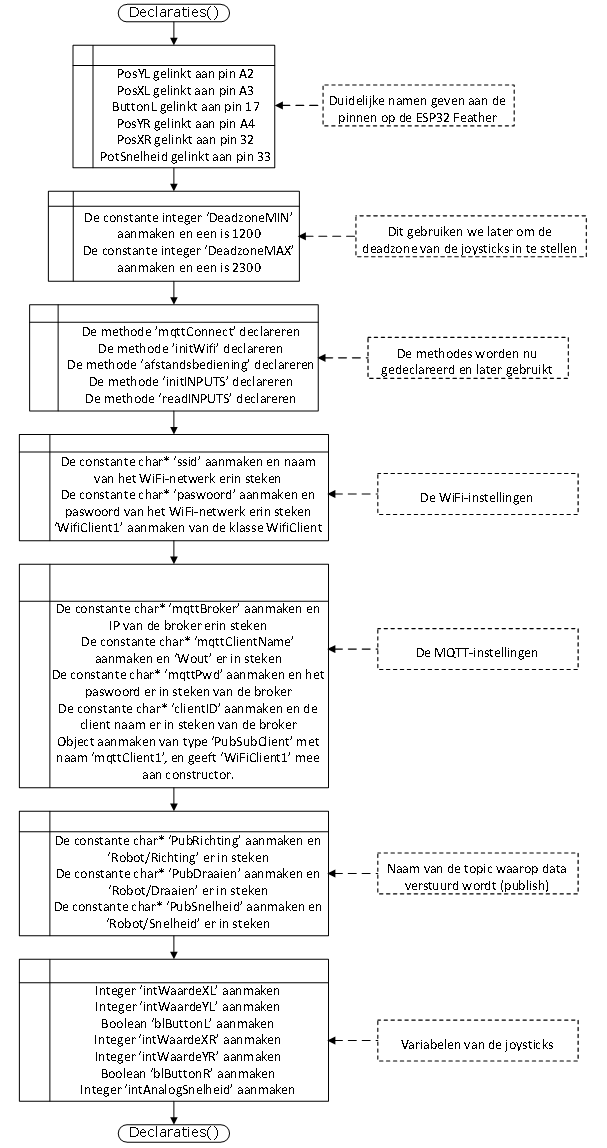 Declaraties()
PosYL gelinkt aan pin A2
PosXL gelinkt aan pin A3
ButtonL gelinkt aan pin 17
PosYR gelinkt aan pin A4
PosXR gelinkt aan pin 32
PotSnelheid gelinkt aan pin 33
Duidelijke namen geven aan de
pinnen op de ESP32 Feather
De constante integer ‘DeadzoneMIN’
aanmaken en een is 1200
De constante integer ‘DeadzoneMAX’
aanmaken en een is 2300
Dit gebruiken we later om de
deadzone van de joysticks in te stellen
De methode ‘mqttConnect’ declareren
De methode ‘initWifi’ declareren
De methode ‘afstandsbediening’ declareren
De methode ‘initINPUTS’ declareren
De methode ‘readINPUTS’ declareren
De methodes worden nu
gedeclareerd en later gebruikt
De constante char* ‘ssid’ aanmaken en naam
van het WiFi-netwerk erin steken
De constante char* ‘paswoord’ aanmaken en
paswoord van het WiFi-netwerk erin steken
‘WifiClient1’ aanmaken van de klasse WifiClient
De WiFi-instellingen
De constante char* ‘mqttBroker’ aanmaken en
IP van de broker erin steken
De constante char* ‘mqttClientName’
aanmaken en ‘Wout’ er in steken
De constante char* ‘mqttPwd’ aanmaken en het
paswoord er in steken van de broker
De constante char* ‘clientID’ aanmaken en de
client naam er in steken van de broker
Object aanmaken van type ‘PubSubClient’ met
naam ‘mqttClient1’, en geeft ‘WiFiClient1’ mee
aan constructor.
De MQTT-instellingen
De constante char* ‘PubRichting’ aanmaken en
‘Robot/Richting’ er in steken
De constante char* ‘PubDraaien’ aanmaken en
‘Robot/Draaien’ er in steken
De constante char* ‘PubSnelheid’ aanmaken en
‘Robot/Snelheid’ er in steken
Naam van de topic waarop data
verstuurd wordt (publish)
Integer ‘intWaardeXL’ aanmaken
Integer ‘intWaardeYL’ aanmaken
Boolean ‘blButtonL’ aanmaken
Integer ‘intWaardeXR’ aanmaken
Integer ‘intWaardeYR’ aanmaken
Boolean ‘blButtonR’ aanmaken
Integer ‘intAnalogSnelheid’ aanmaken
Variabelen van de joysticks
Declaraties()